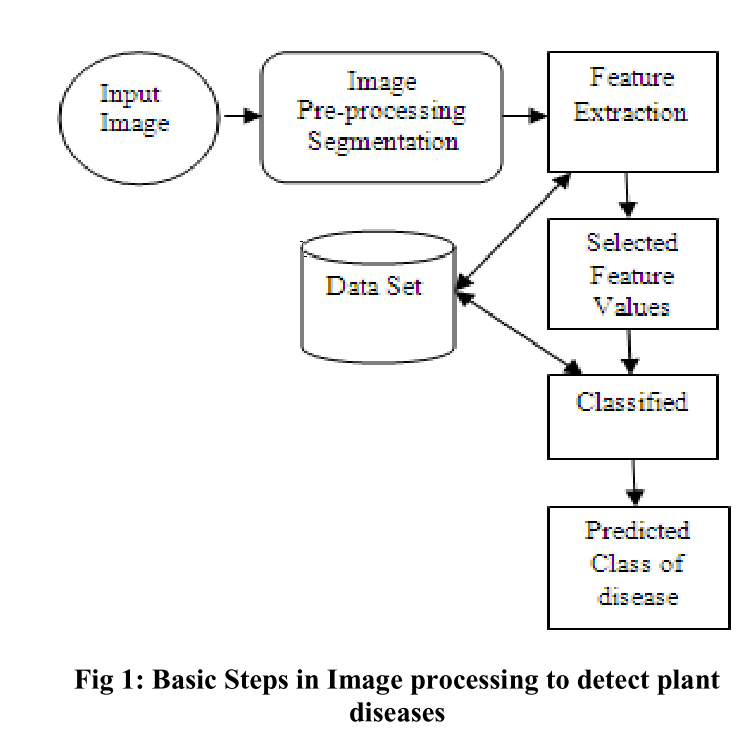 Input
Image
Image
Pre-processing
Segmentation
Feature
Extraction
Data Set
Selected
Feature
Values
Classified
Predicted
Class of
disease
Fig 1: Basic Steps in Image processing to detect plant
diseases